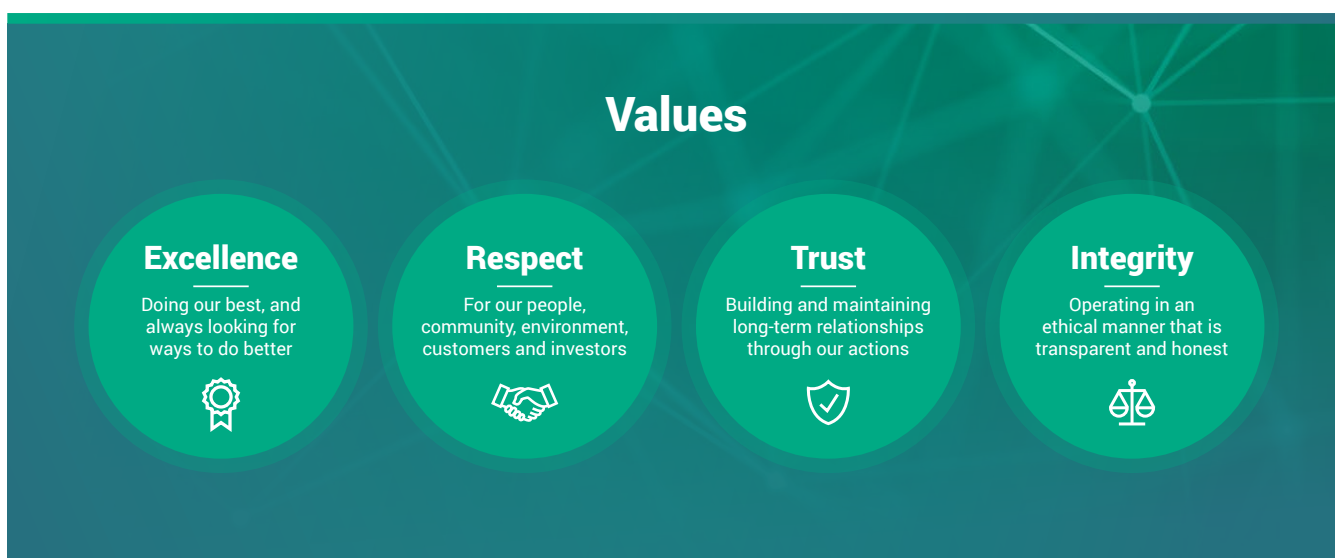 Values
Excellence
Doing our best, and
always looking for
ways to do better
Respect
For our people,
community, environment,
customers and investors
Trust
Building and maintaining
long-term relationships
through our actions
Integrity
Operating in an
ethical manner that is
transparent and honest